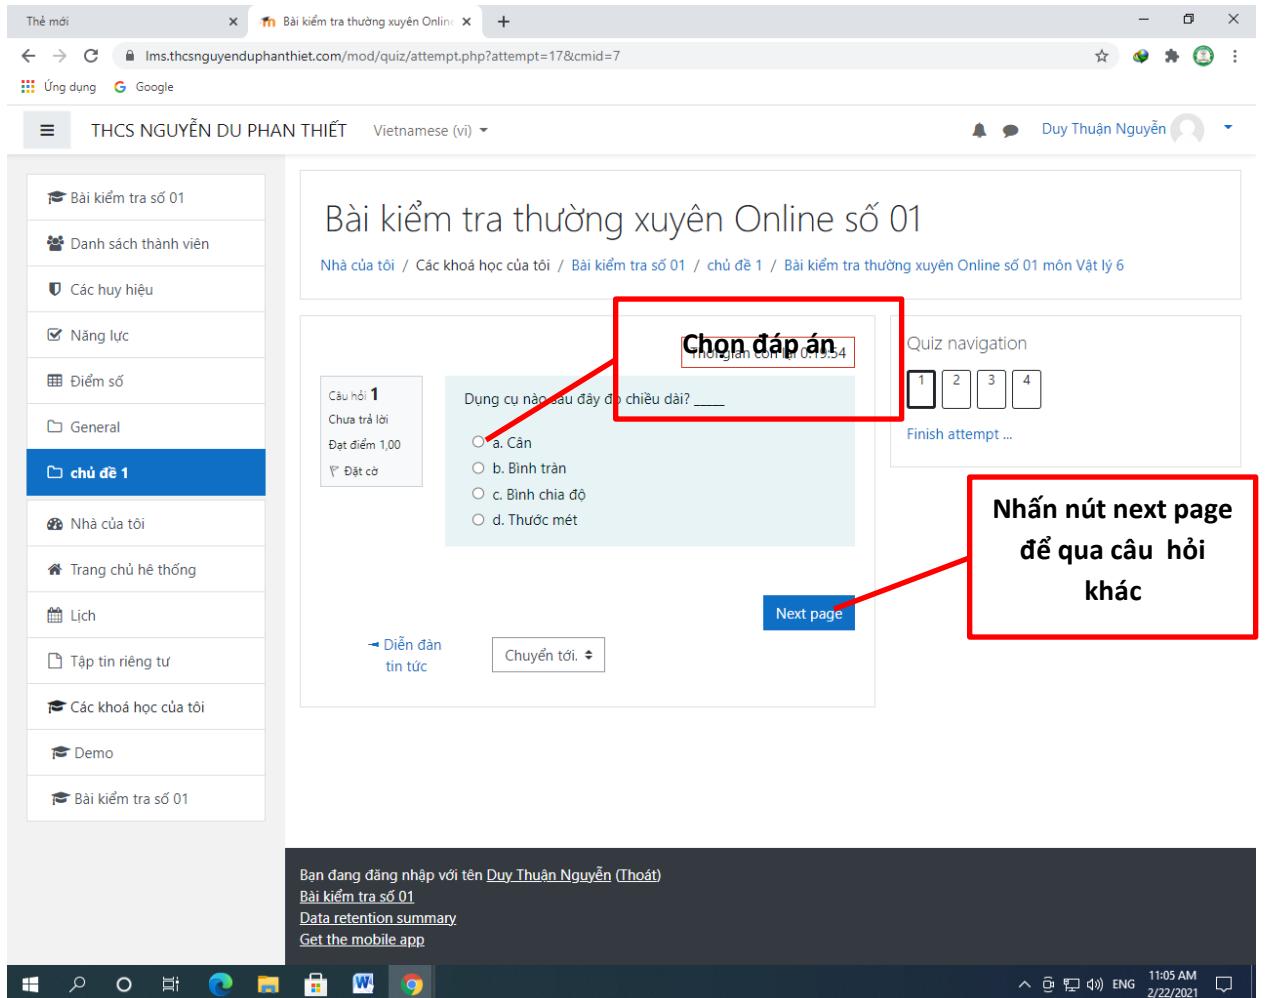 Thẻ mới
Bài kiểm tra thường xuyên Onlin
lms.thcsnguyenduphanthiet.com/mod/quiz/attempt.php?attempt=17&cmid=7
Ứng dụng
Google
THCS NGUYỄN DU PHAN THIẾT
Vietnamese (vi)
Duy Thuận Nguyễn
Bài kiểm tra số 01
Danh sách thành viên
Các huy hiệu
Năng lực
Điểm số
General
chủ đề 1
Nhà của tôi
Trang chủ hê thống
Lịch
Tập tin riêng tư
Các khoá học của tôi
Demo
Bài kiểm tra số 01
Bài kiểm tra thường xuyên Online số 01
Nhà của tôi / Các khoá học của tôi / Bài kiểm tra số 01 / chủ đề 1 / Bài kiểm tra thường xuyên Online số 01 môn Vật lý 6
Chọn đáp án
Thời gian còn lại 0:19:54
Câu hỏi 1
Chưa trả lời
Đạt điểm 1,00
Đặt cờ
Dụng cụ nào sau đây đo chiều dài? _____
a. Cân
b. Bình tràn
c. Bình chia độ
d. Thước mét
Next page
◄ Diễn đàn
tin tức
Chuyển tới.
Quiz navigation
1 2 3 4
Finish attempt ...
Nhấn nút next page
để qua câu hỏi
khác
Bạn đang đăng nhập với tên Duy Thuận Nguyễn (Thoát)
Bài kiểm tra số 01
Data retention summary
Get the mobile app
ENG
11:05 AM
2/22/2021